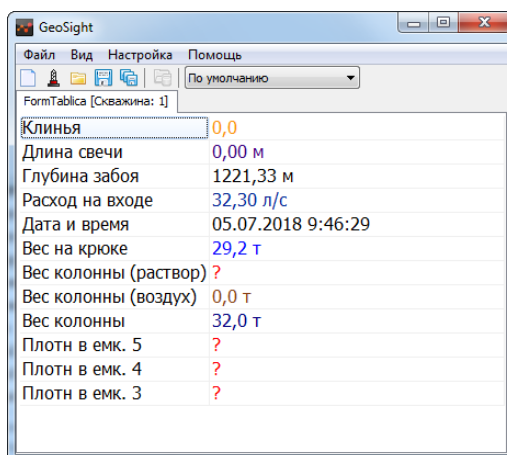 GeoSight
Файл Вид Настройка Помощь
По умолчанию
FormTablica [Скважина: 1]
Клинья 0,0
Длина свечи 0,00 м
Глубина забоя 1221,33 м
Расход на входе 32,30 л/с
Дата и время 05.07.2018 9:46:29
Вес на крюке 29,2 т
Вес колонны (раствор) ?
Вес колонны (воздух) 0,0 т
Вес колонны 32,0 т
Плотн в емк. 5 ?
Плотн в емк. 4 ?
Плотн в емк. 3 ?